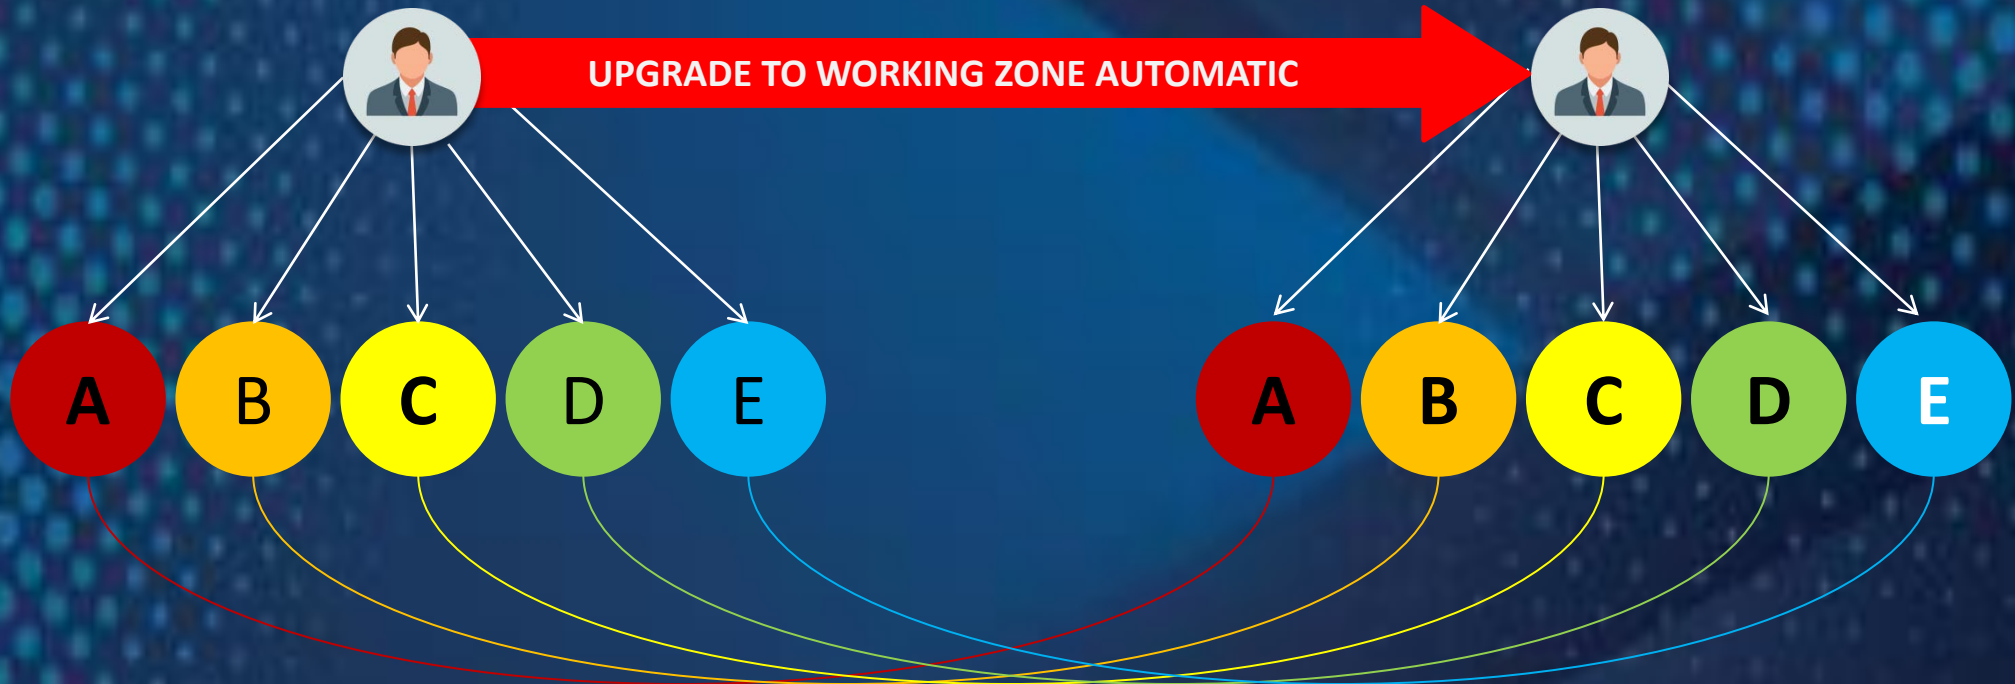 UPGRADE TO WORKING ZONE AUTOMATIC
A B C D E A B C D E